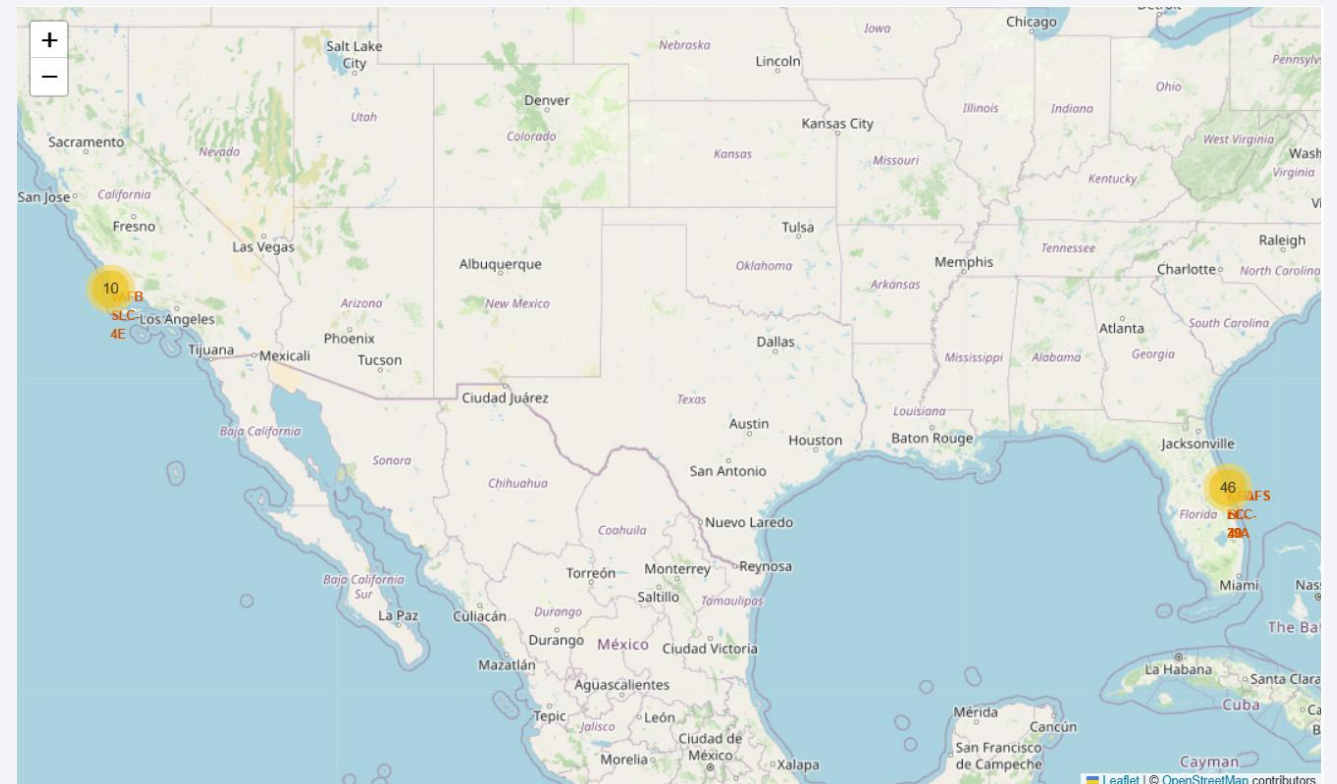 +
−
Chicago
Iowa
Nebraska
Salt Lake
City
Lincoln
Pennsylv
Denver
Ohio
Illinois
Indiana
Utah
Colorado
Kansas City
Sacramento
West Virginia
Nevada
Kansas
Missouri
Wash
Virginia
Kentucky
San Jose
California
Fresno
Tulsa
Las Vegas
Raleigh
Tennessee
Albuquerque
Oklahoma
Memphis
Charlotte
North Carolina
Arkansas
10
VAFB
SLC-
4E
Los Angeles
Arizona
New Mexico
South Carolina
Atlanta
Phoenix
Dallas
Tijuana
Mexicali
Tucson
Mississippi
Alabama
Georgia
Ciudad Juárez
Texas
Louisiana
Austin
Baja California
Houston
Baton Rouge
Jacksonville
Sonora
San Antonio
Chihuahua
46
Florida
Coahuila
Nuevo Laredo
Torreón
Monterrey
Reynosa
Baja California
Sur
Saltillo
Tamaulipas
Miami
Nas
La Paz
Culiacán
Durango
The Ba
Durango
México
Ciudad Victoria
Mazatlán
La Habana
Santa Clara
Aguascalientes
Cuba
Tepic
Jalisco
León
Mérida
Cancún
Ciudad de
México
San Francisco
de Campeche
Morelia
Xalapa
Cayman
Leaflet | © OpenStreetMap contributors